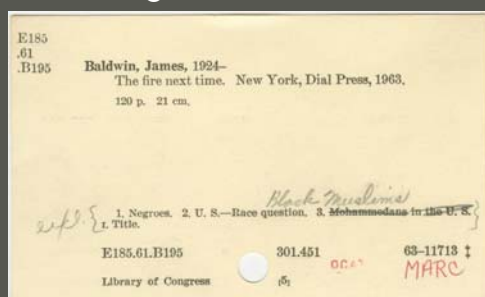 E185
.61
.B195
Baldwin, James, 1924–
The fire next time. New York, Dial Press, 1963.
120 p. 21 cm.
Black Muslims
1. Negroes. 2. U. S.—Race question. 3. Mohammedans in the U. S.
I. Title.
E185.61.B195
301.451
63-11713 ‡
MARC
Library of Congress
[5]